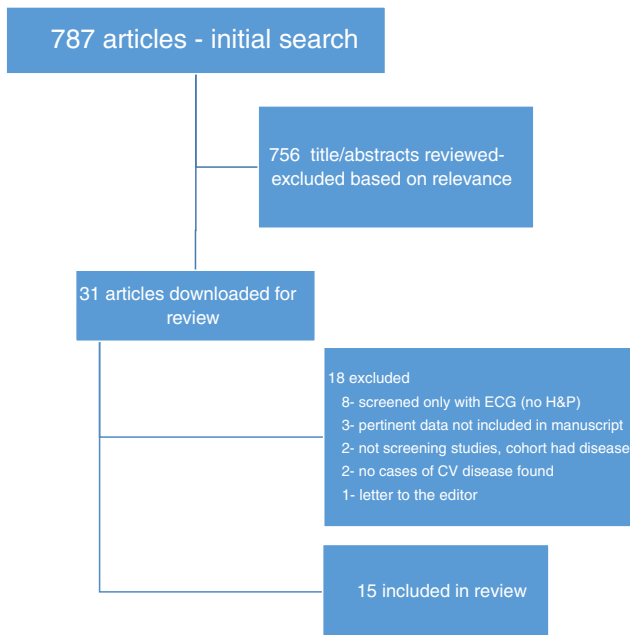 787 articles - initial search
756 title/abstracts reviewed-
excluded based on relevance
31 articles downloaded for
review
18 excluded
8- screened only with ECG (no H&P)
3- pertinent data not included in manuscript
2- not screening studies, cohort had disease
2- no cases of CV disease found
1- letter to the editor
15 included in review